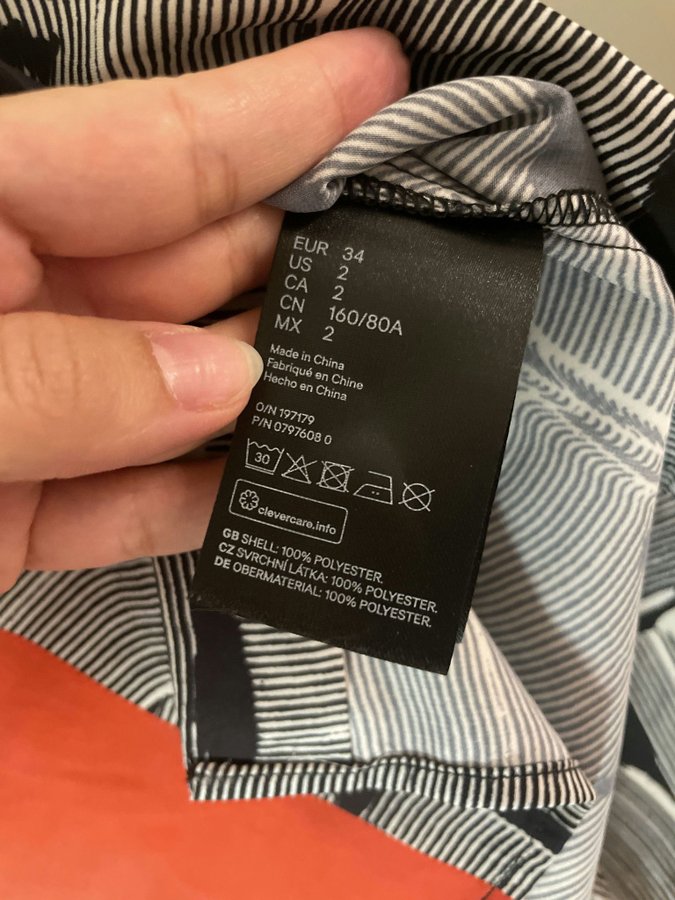 EUR 34
US 2
CA 2
CN 160/80A
MX 2
Made in China
Fabriqué en Chine
Hecho en China
O/N 197179
P/N 0797608 0
30
clevercare.info
GB SHELL: 100% POLYESTER.
CZ SVRCHNÍ LÁTKA: 100% POLYESTER.
DE OBERMATERIAL: 100% POLYESTER.